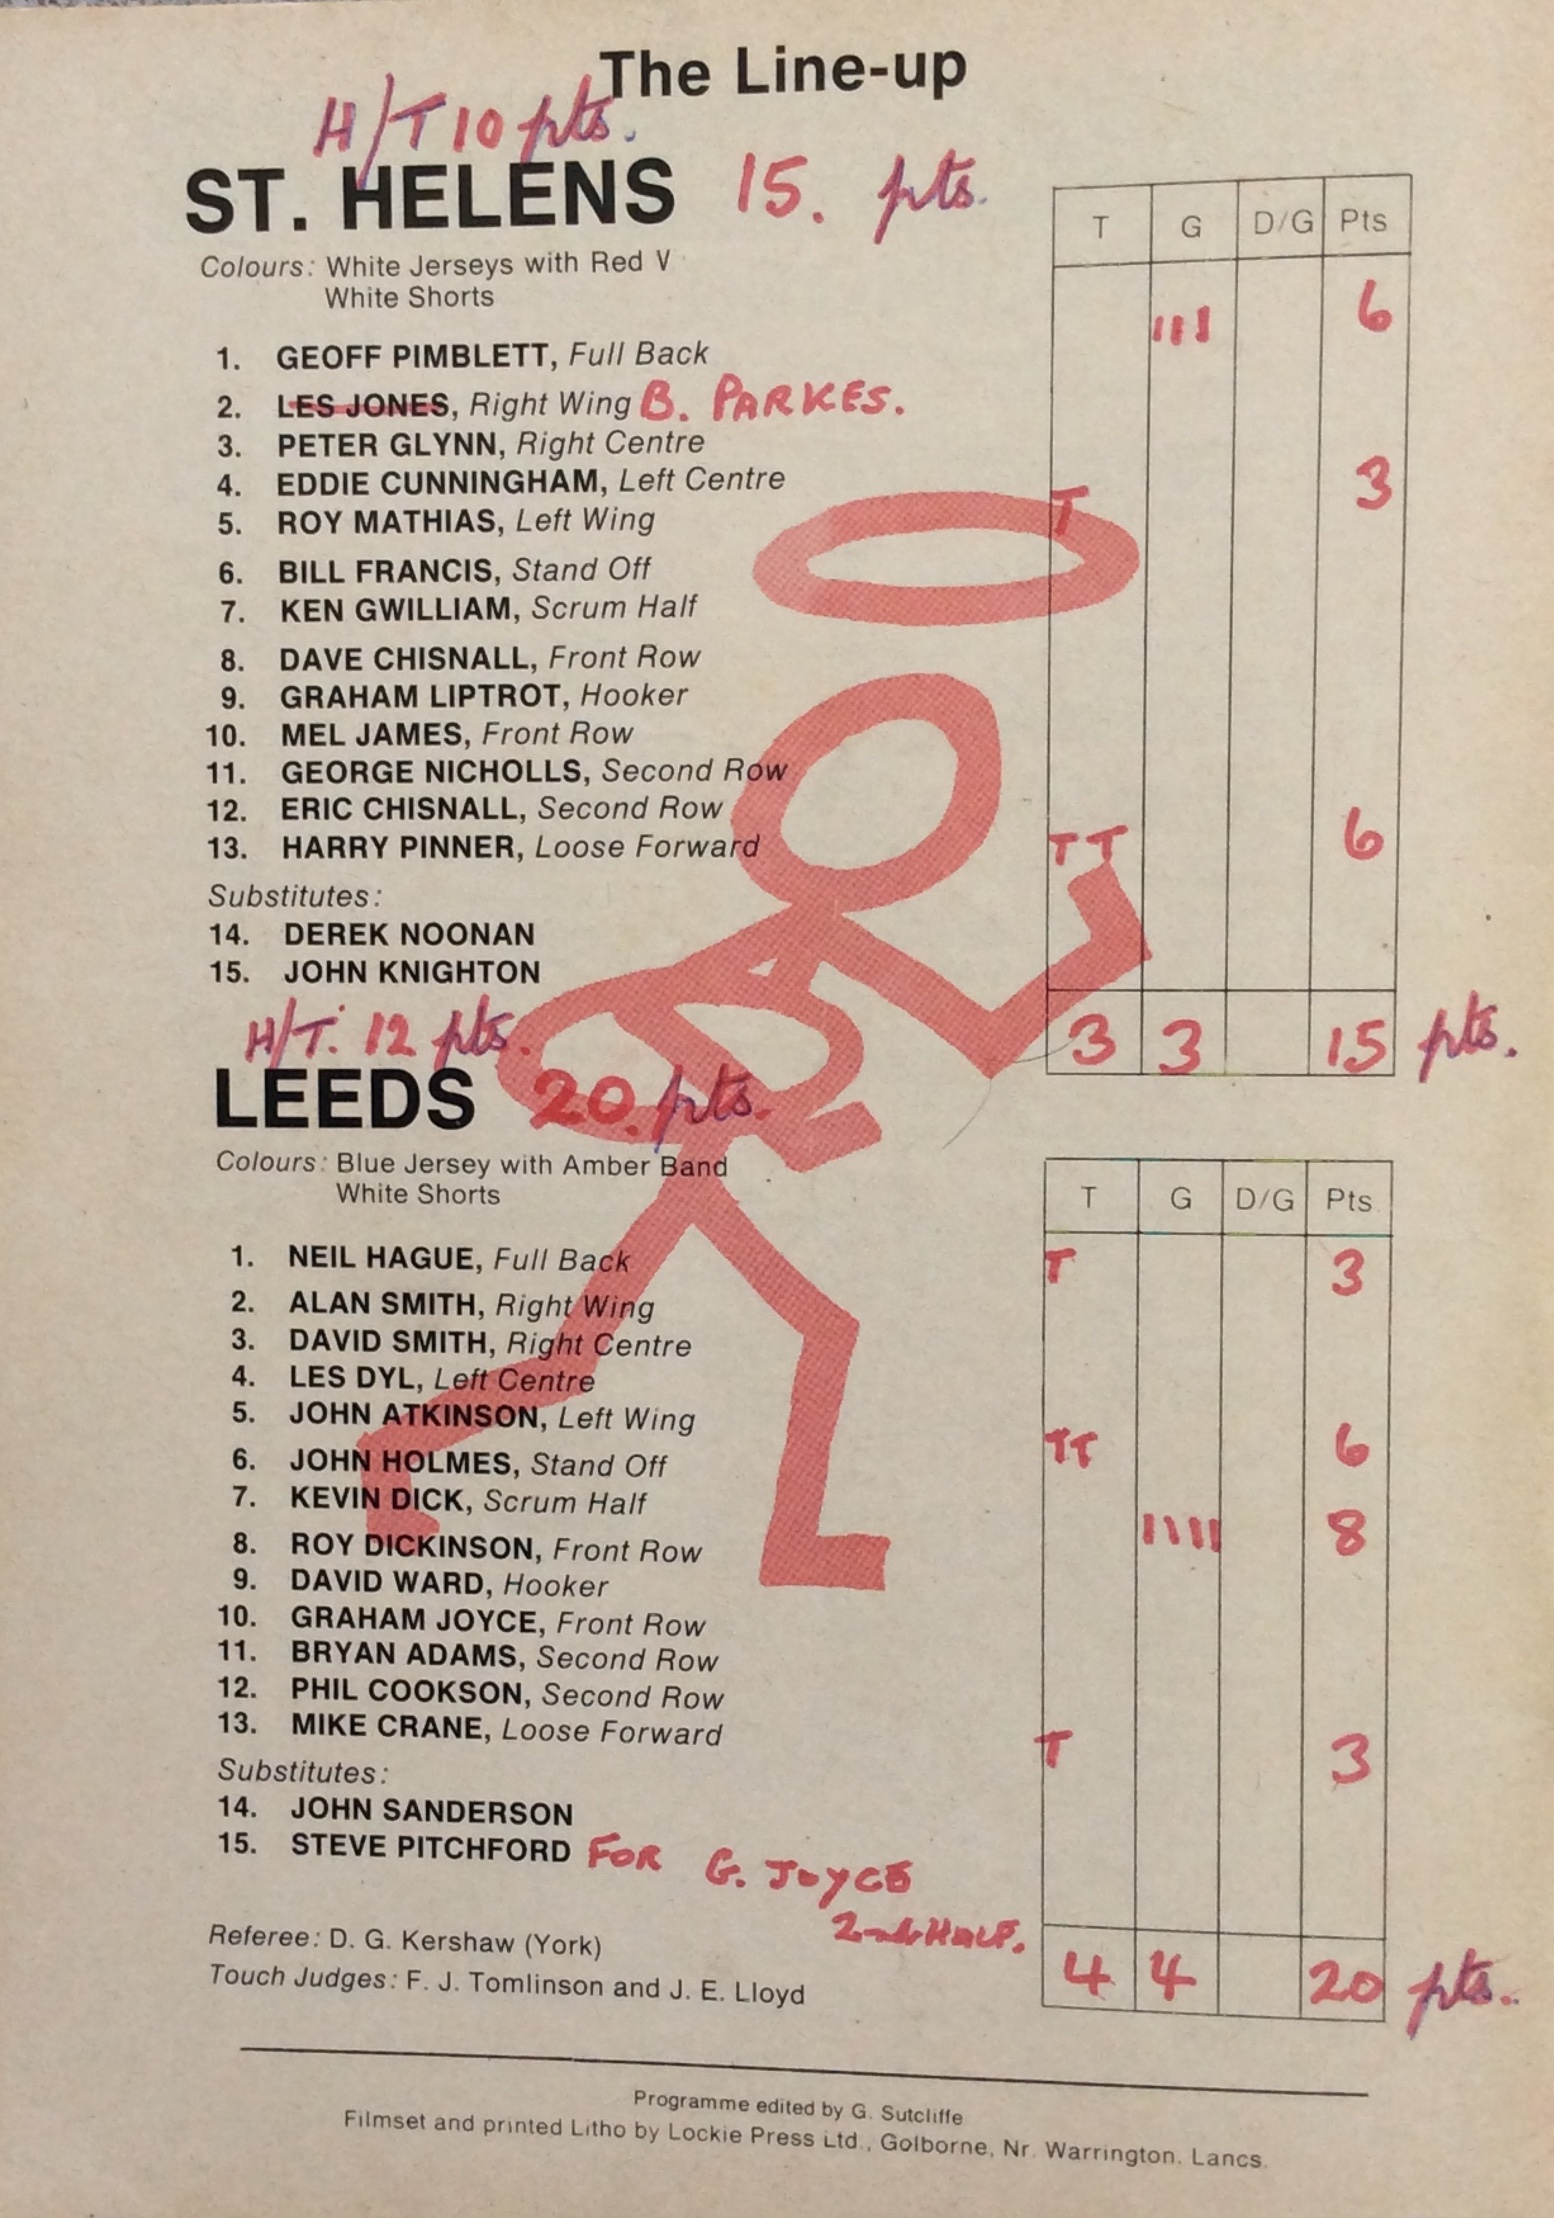 The Line-up
H/T 10 pts.
ST. HELENS 15. pts.
Colours: White Jerseys with Red V
White Shorts
T G D/G Pts
1. GEOFF PIMBLETT, Full Back III 6
2. LES JONES, Right Wing B. PARKES.
3. PETER GLYNN, Right Centre
4. EDDIE CUNNINGHAM, Left Centre
5. ROY MATHIAS, Left Wing T 3
6. BILL FRANCIS, Stand Off
7. KEN GWILLIAM, Scrum Half
8. DAVE CHISNALL, Front Row
9. GRAHAM LIPTROT, Hooker
10. MEL JAMES, Front Row
11. GEORGE NICHOLLS, Second Row
12. ERIC CHISNALL, Second Row
13. HARRY PINNER, Loose Forward TT 6
Substitutes:
14. DEREK NOONAN
15. JOHN KNIGHTON
3 3 15 pts.
H/T. 12 pts.
LEEDS 20. pts.
Colours: Blue Jersey with Amber Band
White Shorts
T G D/G Pts
1. NEIL HAGUE, Full Back T 3
2. ALAN SMITH, Right Wing
3. DAVID SMITH, Right Centre
4. LES DYL, Left Centre
5. JOHN ATKINSON, Left Wing
6. JOHN HOLMES, Stand Off TT 6
7. KEVIN DICK, Scrum Half IIII 8
8. ROY DICKINSON, Front Row
9. DAVID WARD, Hooker
10. GRAHAM JOYCE, Front Row
11. BRYAN ADAMS, Second Row
12. PHIL COOKSON, Second Row
13. MIKE CRANE, Loose Forward T 3
Substitutes:
14. JOHN SANDERSON
15. STEVE PITCHFORD FOR G. JOYCE
2nd HALF.
Referee: D. G. Kershaw (York)
Touch Judges: F. J. Tomlinson and J. E. Lloyd
4 4 20 pts.
Programme edited by G. Sutcliffe
Filmset and printed Litho by Lockie Press Ltd., Golborne, Nr. Warrington. Lancs.